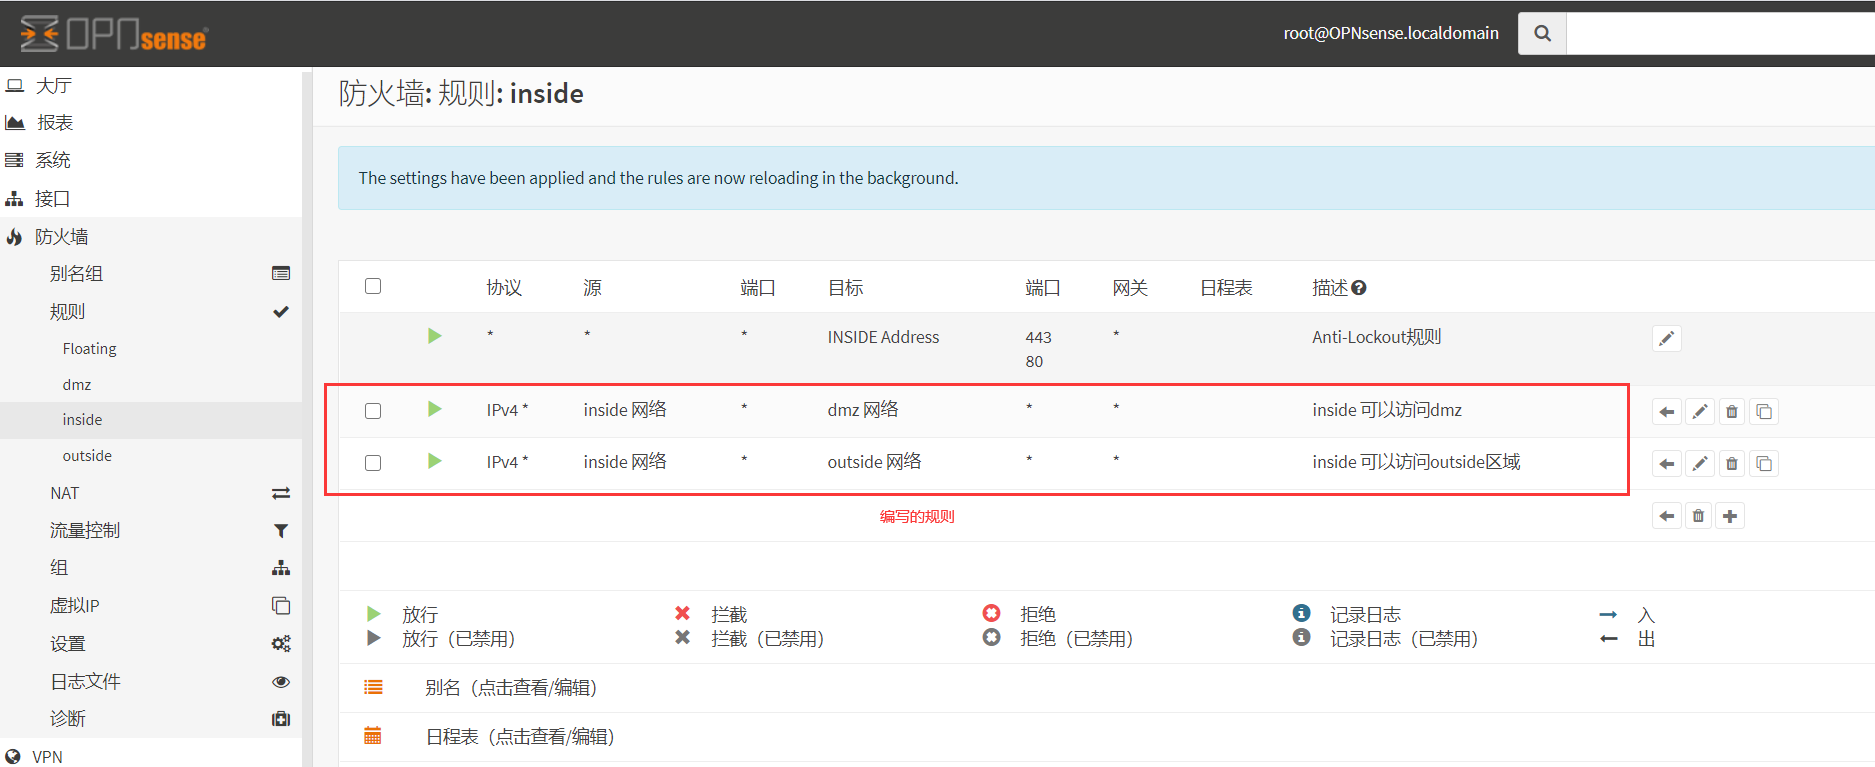 OPNsense
root@OPNsense.localdomain
大厅
报表
系统
接口
防火墙
别名组
规则
Floating
dmz
inside
outside
NAT
流量控制
组
虚拟IP
设置
日志文件
诊断
VPN
防火墙: 规则: inside
The settings have been applied and the rules are now reloading in the background.
协议 源 端口 目标 端口 网关 日程表 描述
* * * INSIDE Address 443 * Anti-Lockout规则
80
IPv4 * inside 网络 * dmz 网络 * * inside 可以访问dmz
IPv4 * inside 网络 * outside 网络 * * inside 可以访问outside区域
编写的规则
放行 拦截 拒绝 记录日志 入
放行（已禁用） 拦截（已禁用） 拒绝（已禁用） 记录日志（已禁用） 出
别名（点击查看/编辑）
日程表（点击查看/编辑）